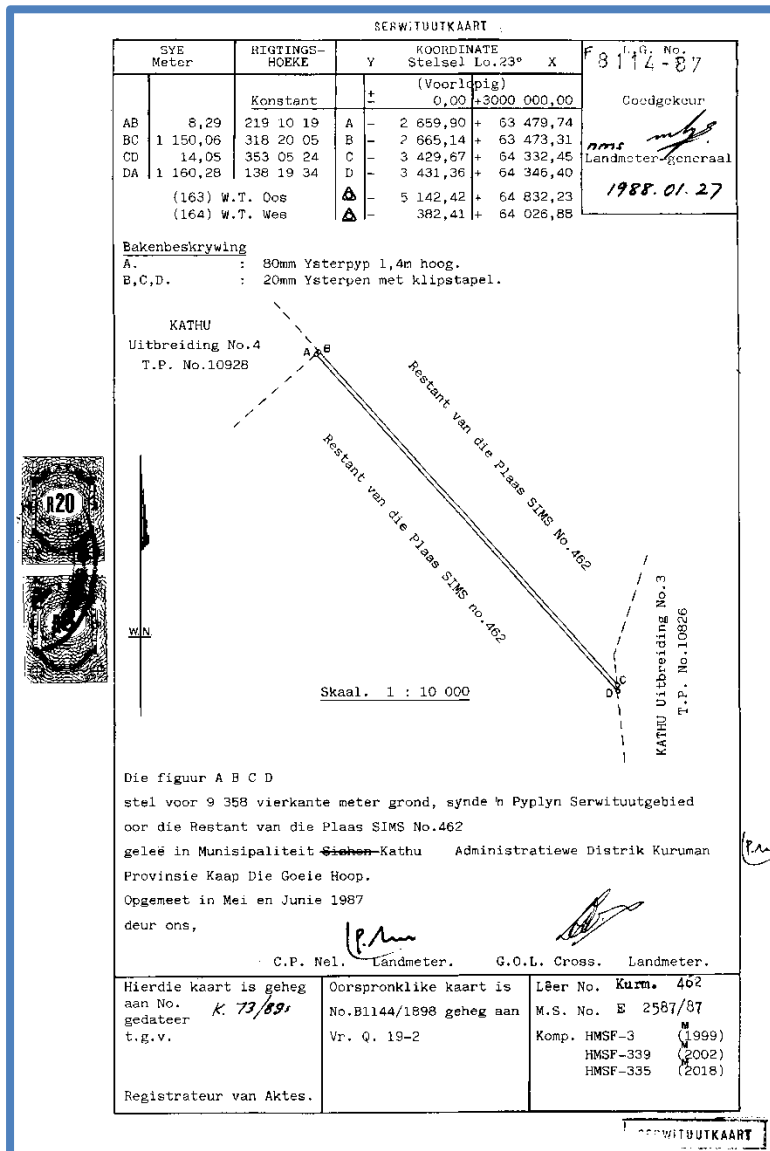 SERWITUUTKAART
SYE Meter RIGTINGS- HOEKE KOORDINATE Y Stelsel Lo.23° X
(Voorlopig)
Konstant ± 0,00 +3000 000,00
AB 8,29 219 10 19 A - 2 659,90 + 63 479,74
BC 1 150,06 318 20 05 B - 2 665,14 + 63 473,31
CD 14,05 353 05 24 C - 3 429,67 + 64 332,45
DA 1 160,28 138 19 34 D - 3 431,36 + 64 346,40
(163) W.T. Oos - 5 142,42 + 64 832,23
(164) W.T. Wes - 382,41 + 64 026,88
L.G. No.
F 8114-87
Goedgekeur
nms
Landmeter-generaal
1988.01.27
Bakenbeskrywing
A. : 80mm Ysterpyp 1,4m hoog.
B,C,D. : 20mm Ysterpen met klipstapel.
KATHU
Uitbreiding No.4
T.P. No.10928
A B
Restant van die Plaas SIMS No.462
Restant van die Plaas SIMS no.462
R20
W.N.
C
D
KATHU Uitbreiding No.3
T.P. No.10826
Skaal. 1 : 10 000
Die figuur A B C D
stel voor 9 358 vierkante meter grond, synde 'n Pyplyn Serwituutgebied
oor die Restant van die Plaas SIMS No.462
geleë in Munisipaliteit Sishen Kathu Administratiewe Distrik Kuruman
Provinsie Kaap Die Goeie Hoop.
Opgemeet in Mei en Junie 1987
deur ons,
C.P. Nel. Landmeter. G.O.L. Cross. Landmeter.
Hierdie kaart is geheg
aan No. K. 73/89s
gedateer
t.g.v.
Registrateur van Aktes.
Oorspronklike kaart is
No.B1144/1898 geheg aan
Vr. Q. 19-2
Lêer No. Kurm. 462
M.S. No. E 2587/87
Komp. HMSF-3 (1999)
M
HMSF-339 (2002)
M
HMSF-335 (2018)
M
SERWITUUTKAART